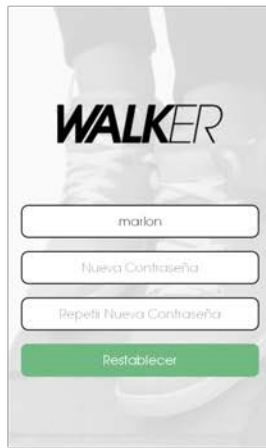 WALKER
marlon
Nueva Contraseña
Repetir Nueva Contraseña
Restablecer